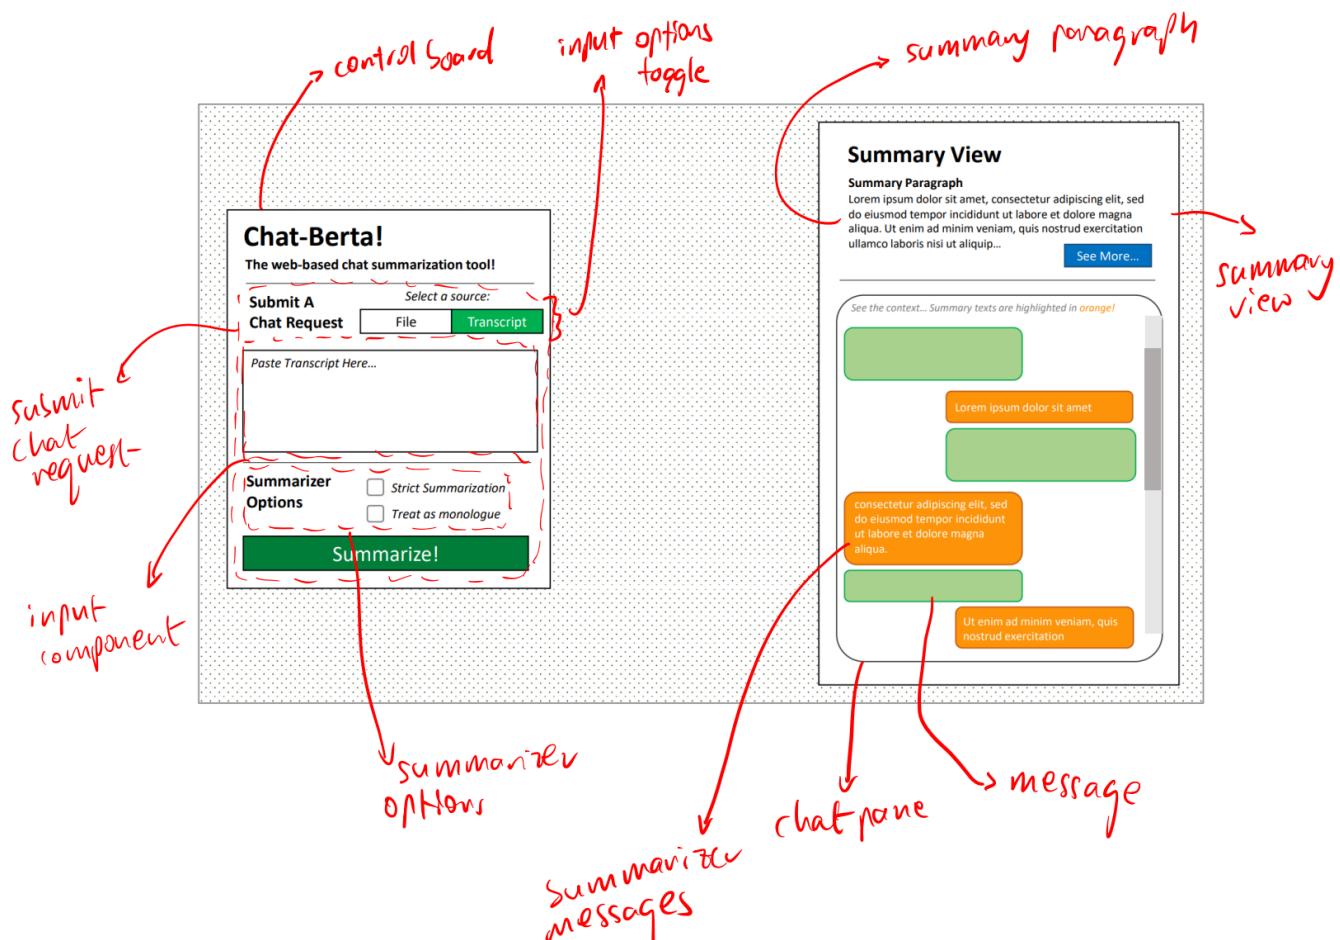 control board
input options
toggle
summary paragraph
Summary View
Summary Paragraph
Lorem ipsum dolor sit amet, consectetur adipiscing elit, sed
do eiusmod tempor incididunt ut labore et dolore magna
aliqua. Ut enim ad minim veniam, quis nostrud exercitation
ullamco laboris nisi ut aliquip...
See More...
summary
view
Chat-Berta!
The web-based chat summarization tool!
Submit A
Chat Request
Select a source:
File
Transcript
Paste Transcript Here...
submit
chat
request
Summarizer
Options
Strict Summarization
Treat as monologue
Summarize!
input
component
summarizer
options
See the context... Summary texts are highlighted in orange!
Lorem ipsum dolor sit amet
consectetur adipiscing elit, sed
do eiusmod tempor incididunt
ut labore et dolore magna
aliqua.
Ut enim ad minim veniam, quis
nostrud exercitation
message
chat pane
summarizer
messages